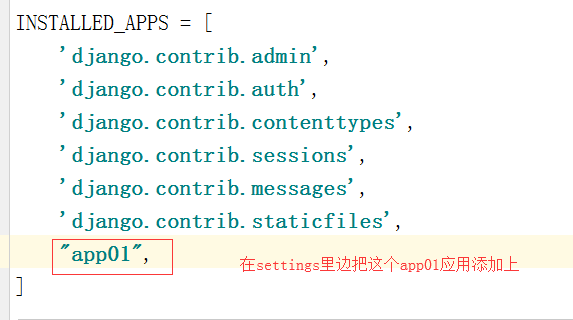 INSTALLED_APPS = [
'django.contrib.admin',
'django.contrib.auth',
'django.contrib.contenttypes',
'django.contrib.sessions',
'django.contrib.messages',
'django.contrib.staticfiles',
"app01",
在settings里边把这个app01应用添加上
]